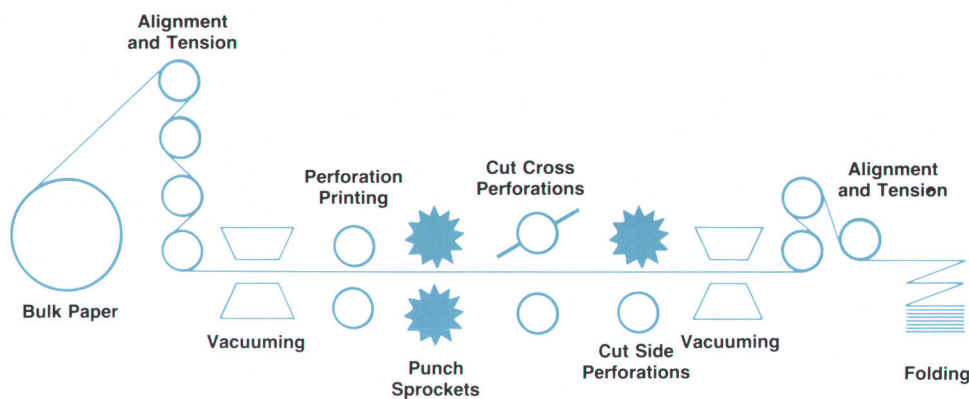 Alignment
and Tension
Perforation
Printing
Cut Cross
Perforations
Alignment
and Tension
Bulk Paper
Vacuuming
Punch
Sprockets
Cut Side
Perforations
Vacuuming
Folding